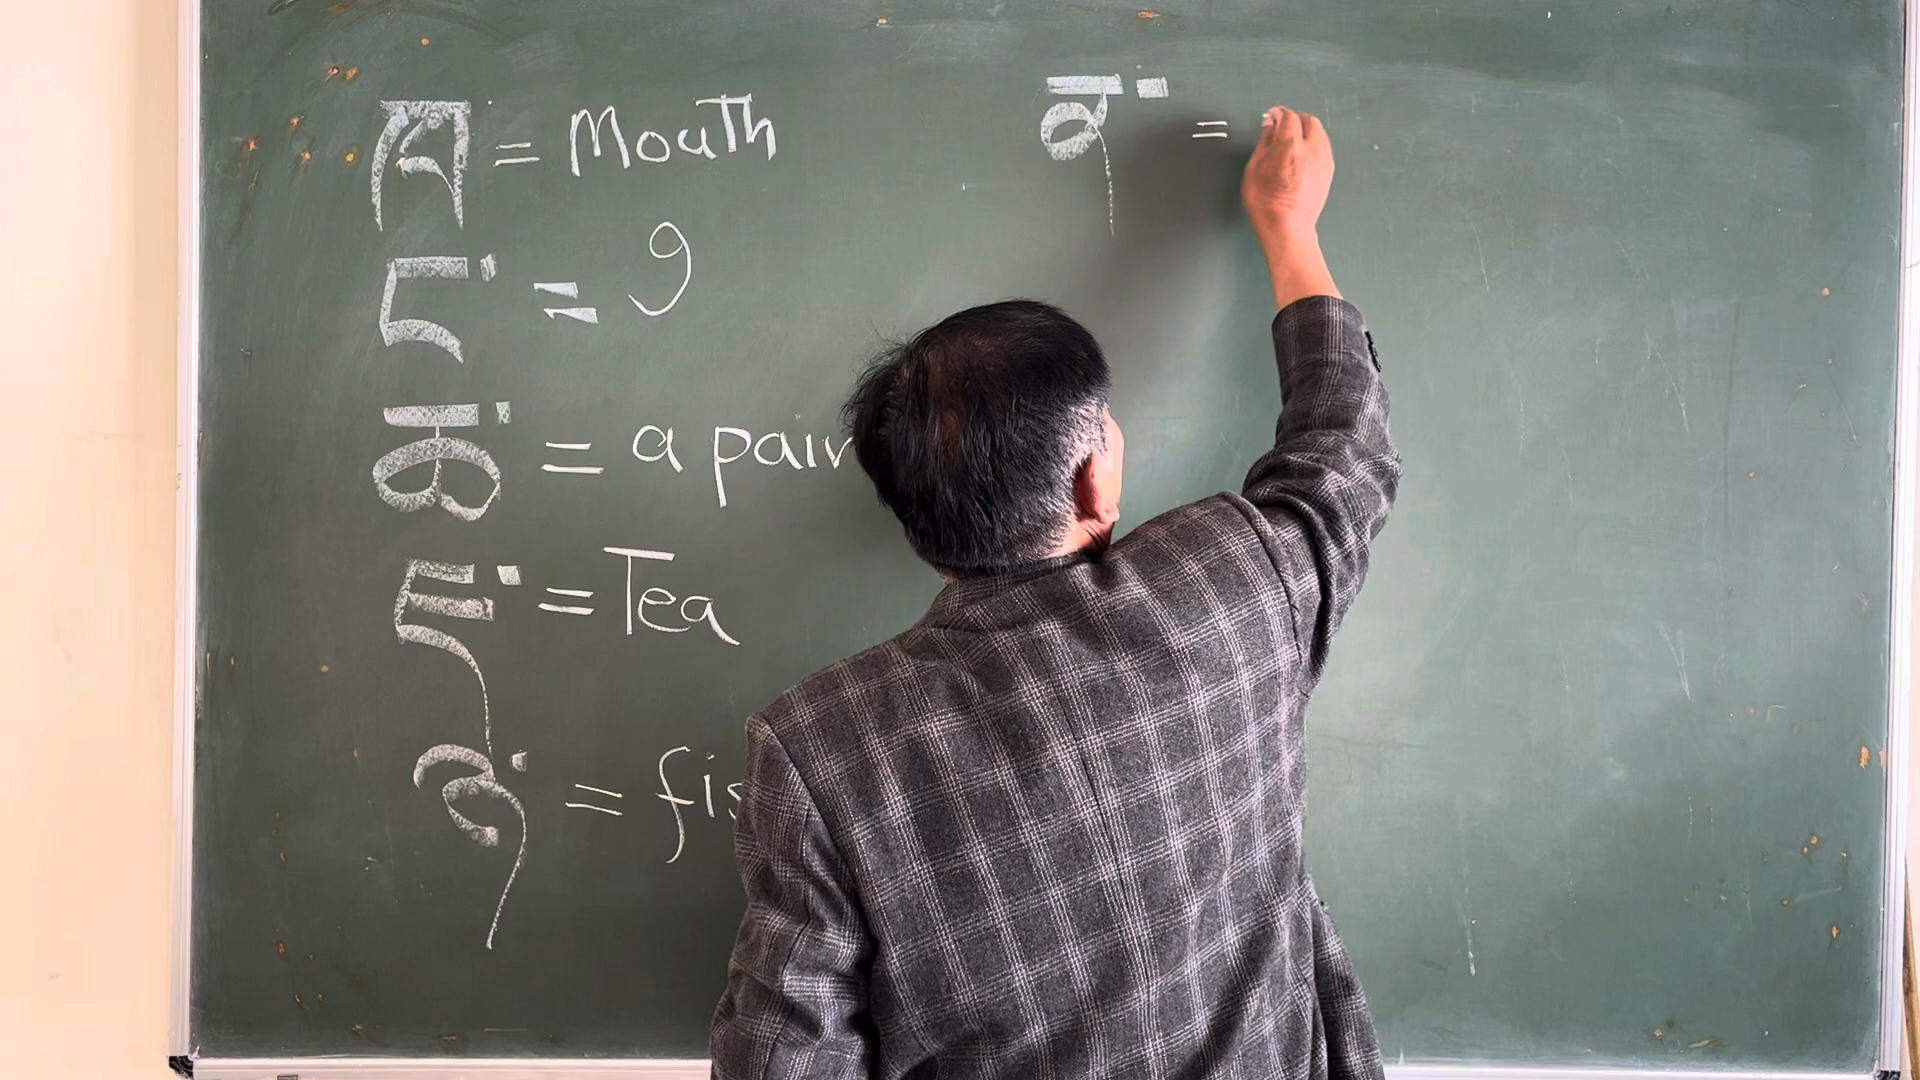 ཁ་ = Mouth
ང་ = 9
ཆ་ = a pair
ཇ་ = Tea
ཉ་ = fis
ཐ་ =